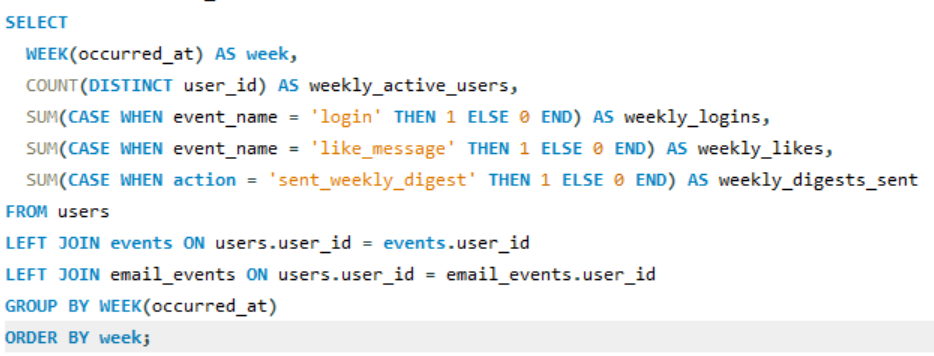 SELECT
WEEK(occurred_at) AS week,
COUNT(DISTINCT user_id) AS weekly_active_users,
SUM(CASE WHEN event_name = 'login' THEN 1 ELSE 0 END) AS weekly_logins,
SUM(CASE WHEN event_name = 'like_message' THEN 1 ELSE 0 END) AS weekly_likes,
SUM(CASE WHEN action = 'sent_weekly_digest' THEN 1 ELSE 0 END) AS weekly_digests_sent
FROM users
LEFT JOIN events ON users.user_id = events.user_id
LEFT JOIN email_events ON users.user_id = email_events.user_id
GROUP BY WEEK(occurred_at)
ORDER BY week;